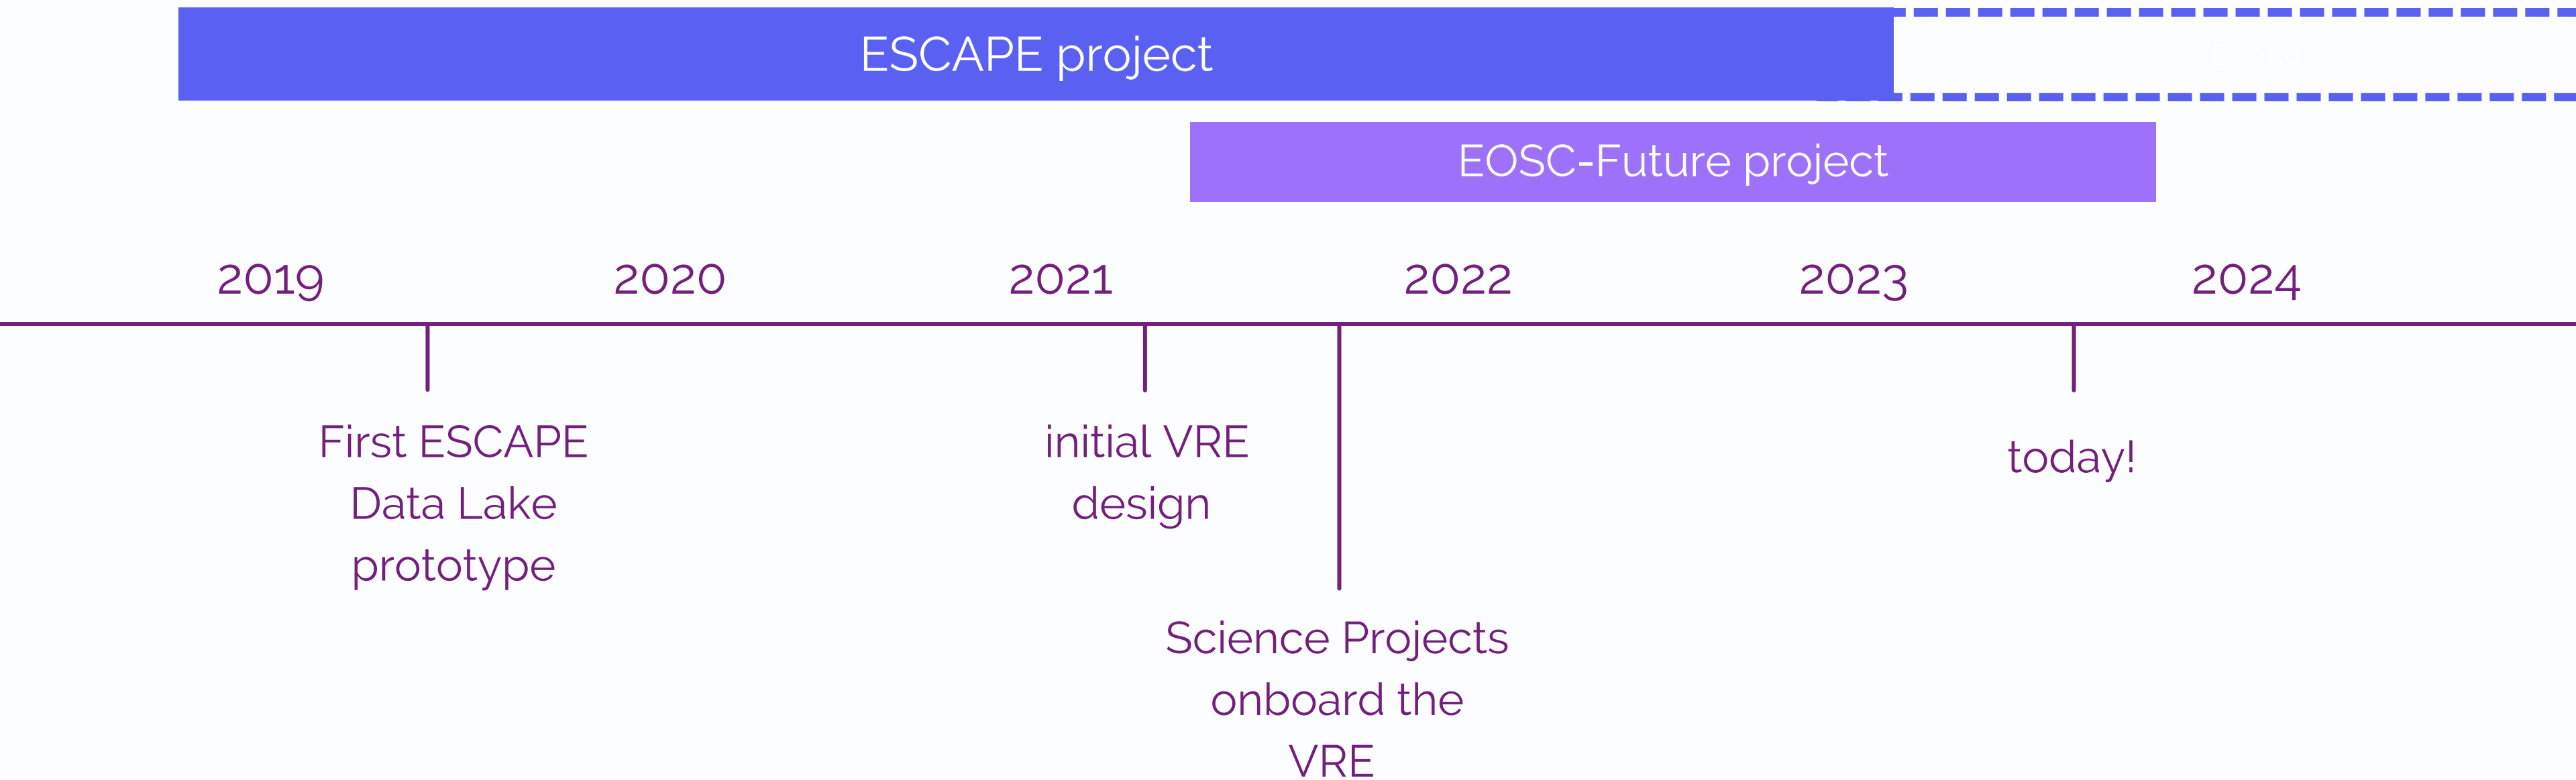 ESCAPE project
EOSC-Future project
2019 2020 2021 2022 2023 2024
First ESCAPE
Data Lake
prototype
initial VRE
design
Science Projects
onboard the
VRE
today!